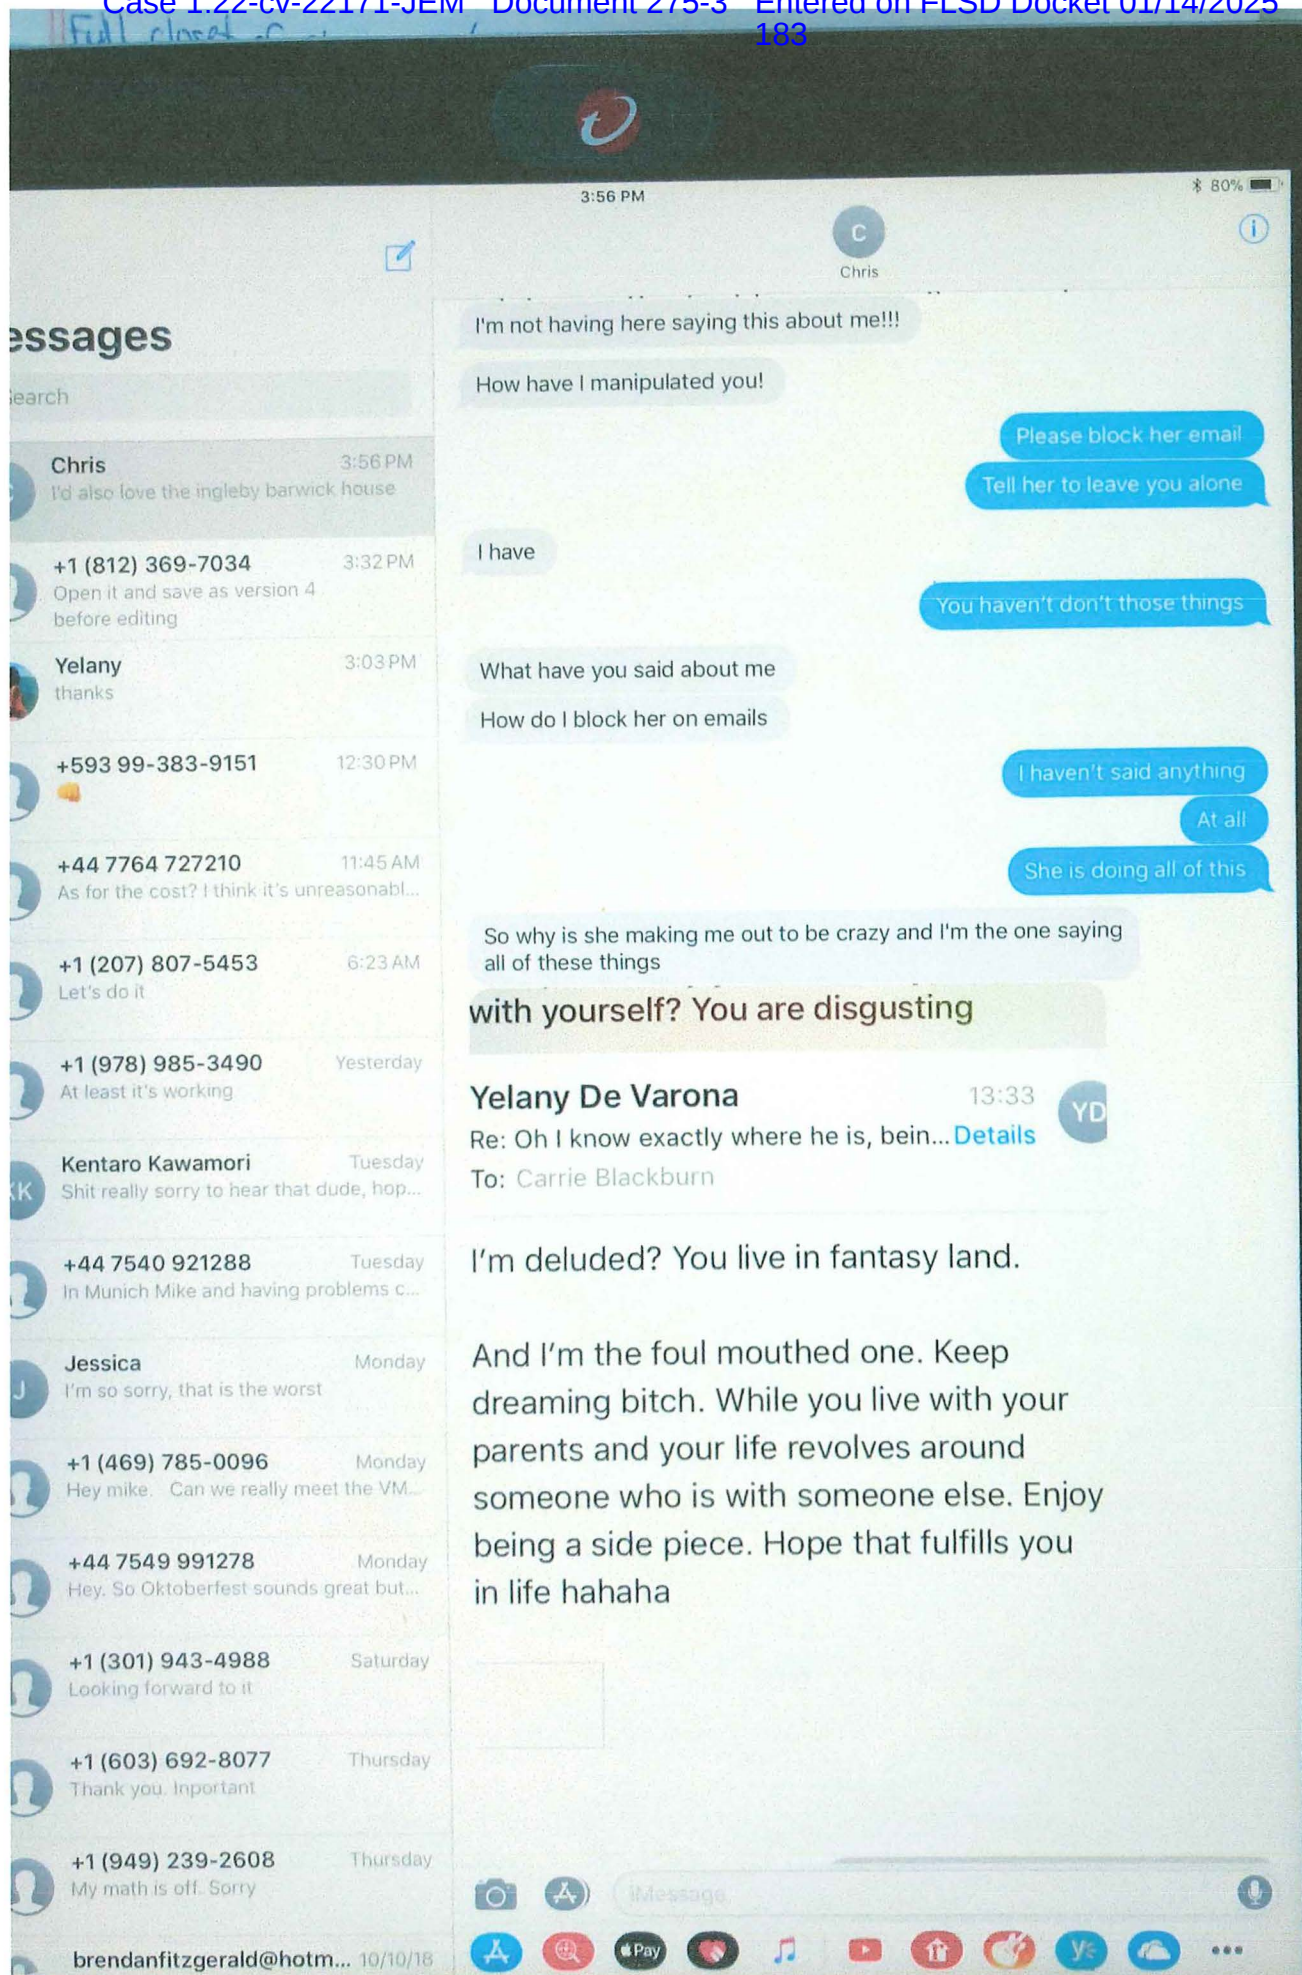 Case 1:22-cv-22171-JEM Document 275-3 Entered on FLSD Docket 01/14/2025
183
Full closet
3:56 PM
80%
C
Chris
essages
earch
Chris 3:56 PM
I'd also love the ingleby barwick house
+1 (812) 369-7034 3:32 PM
Open it and save as version 4
before editing
Yelany 3:03 PM
thanks
+593 99-383-9151 12:30 PM
👊
+44 7764 727210 11:45 AM
As for the cost? I think it's unreasonabl...
+1 (207) 807-5453 6:23 AM
Let's do it
+1 (978) 985-3490 Yesterday
At least it's working
KK
Kentaro Kawamori Tuesday
Shit really sorry to hear that dude, hop...
+44 7540 921288 Tuesday
In Munich Mike and having problems c...
J
Jessica Monday
I'm so sorry, that is the worst
+1 (469) 785-0096 Monday
Hey mike. Can we really meet the VM...
+44 7549 991278 Monday
Hey. So Oktoberfest sounds great but...
+1 (301) 943-4988 Saturday
Looking forward to it
+1 (603) 692-8077 Thursday
Thank you. Inportant
+1 (949) 239-2608 Thursday
My math is off. Sorry
brendanfitzgerald@hotm... 10/10/18
I'm not having here saying this about me!!!
How have I manipulated you!
Please block her email
Tell her to leave you alone
I have
You haven't don't those things
What have you said about me
How do I block her on emails
I haven't said anything
At all
She is doing all of this
So why is she making me out to be crazy and I'm the one saying
all of these things
with yourself? You are disgusting
Yelany De Varona 13:33
YD
Re: Oh I know exactly where he is, bein... Details
To: Carrie Blackburn
I'm deluded? You live in fantasy land.
And I'm the foul mouthed one. Keep
dreaming bitch. While you live with your
parents and your life revolves around
someone who is with someone else. Enjoy
being a side piece. Hope that fulfills you
in life hahaha
iMessage
Pay